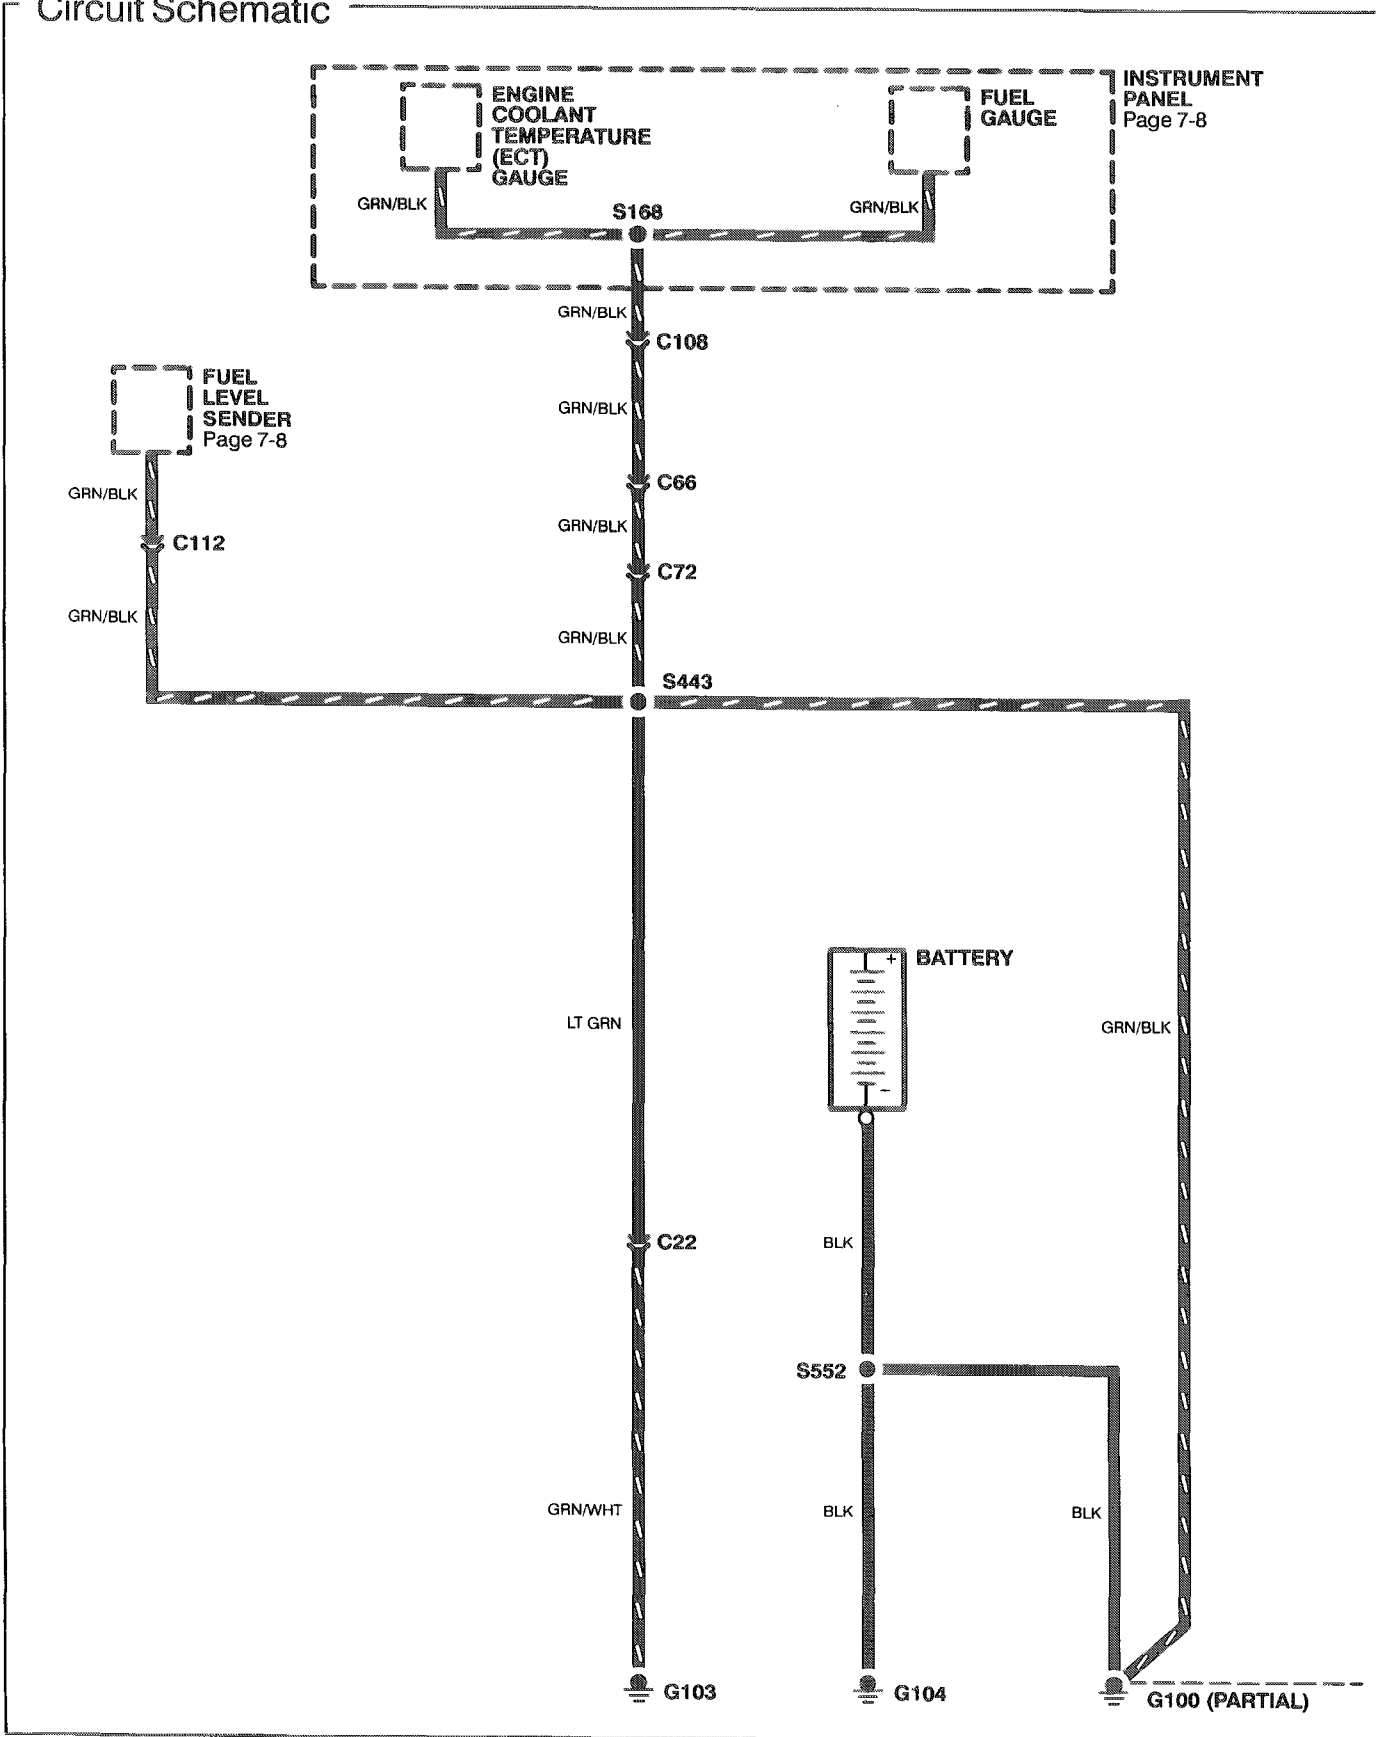 Circuit Schematic
ENGINE
COOLANT
TEMPERATURE
(ECT)
GAUGE
FUEL
GAUGE
INSTRUMENT
PANEL
Page 7-8
GRN/BLK
S168
GRN/BLK
GRN/BLK
C108
FUEL
LEVEL
SENDER
Page 7-8
GRN/BLK
C66
GRN/BLK
GRN/BLK
C112
C72
GRN/BLK
GRN/BLK
S443
+
BATTERY
LT GRN
GRN/BLK
–
C22
BLK
S552
GRN/WHT
BLK
BLK
G103
G104
G100 (PARTIAL)